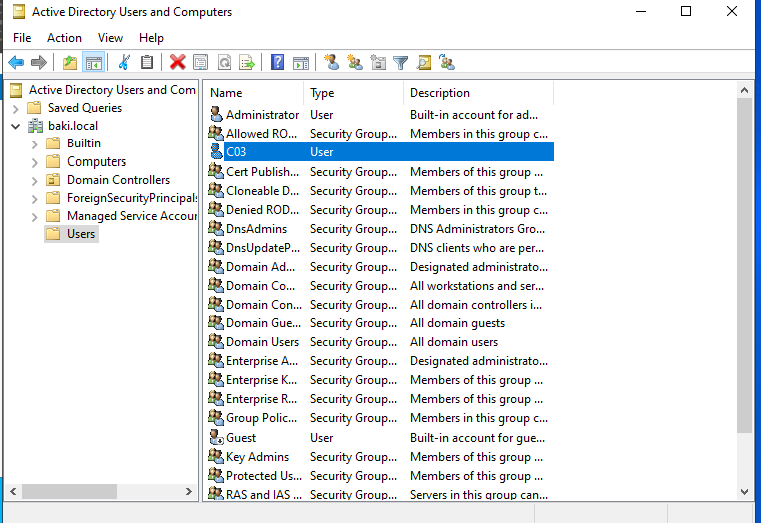 Active Directory Users and Computers
File Action View Help
Active Directory Users and Com
Saved Queries
baki.local
Builtin
Computers
Domain Controllers
ForeignSecurityPrincipals
Managed Service Accour
Users
Name Type Description
Administrator User Built-in account for ad...
Allowed RO... Security Group... Members in this group c...
C03 User
Cert Publish... Security Group... Members of this group ...
Cloneable D... Security Group... Members of this group t...
Denied ROD... Security Group... Members in this group c...
DnsAdmins Security Group... DNS Administrators Gro...
DnsUpdateP... Security Group... DNS clients who are per...
Domain Ad... Security Group... Designated administrato...
Domain Co... Security Group... All workstations and ser...
Domain Con... Security Group... All domain controllers i...
Domain Gue... Security Group... All domain guests
Domain Users Security Group... All domain users
Enterprise A... Security Group... Designated administrato...
Enterprise K... Security Group... Members of this group ...
Enterprise R... Security Group... Members of this group ...
Group Polic... Security Group... Members in this group c...
Guest User Built-in account for gue...
Key Admins Security Group... Members of this group ...
Protected Us... Security Group... Members of this group ...
RAS and IAS ... Security Group... Servers in this group can...